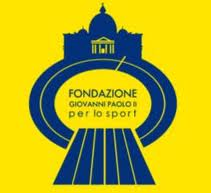 FONDAZIONE
GIOVANNI PAOLO II
per lo sport